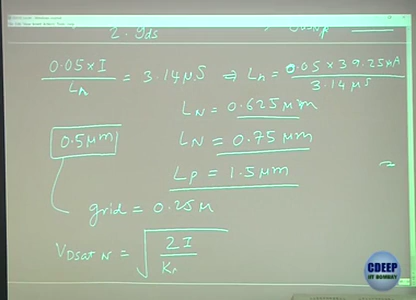 2. gds
0.05 x I / Ln = 3.14 μS ⇒ Ln = 0.05 x 39.25 μA / 3.14 μS
LN = 0.625 μm
0.5 μm
LN = 0.75 μm
LP = 1.5 μm
grid = 0.25 μ
VDsat N = √ 2I / K
CDEEP
IIT BOMBAY